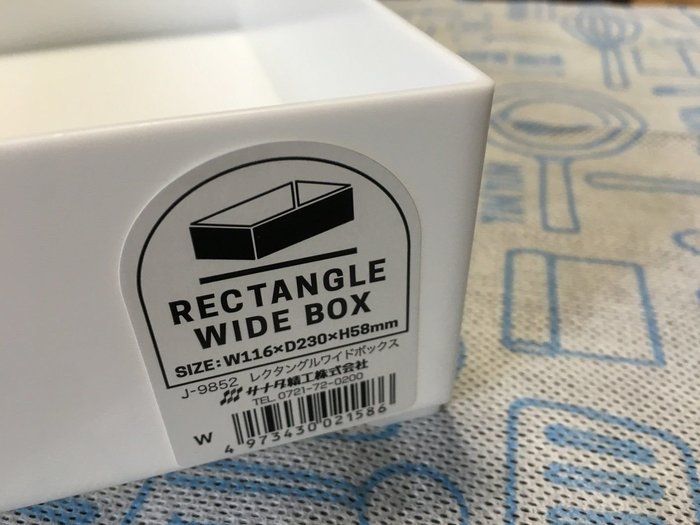 RECTANGLE
WIDE BOX
SIZE: W116×D230×H58mm
J-9852 レクタングルワイドボックス
サナダ精工株式会社
TEL 0721-72-0200
W
4 973430 021586